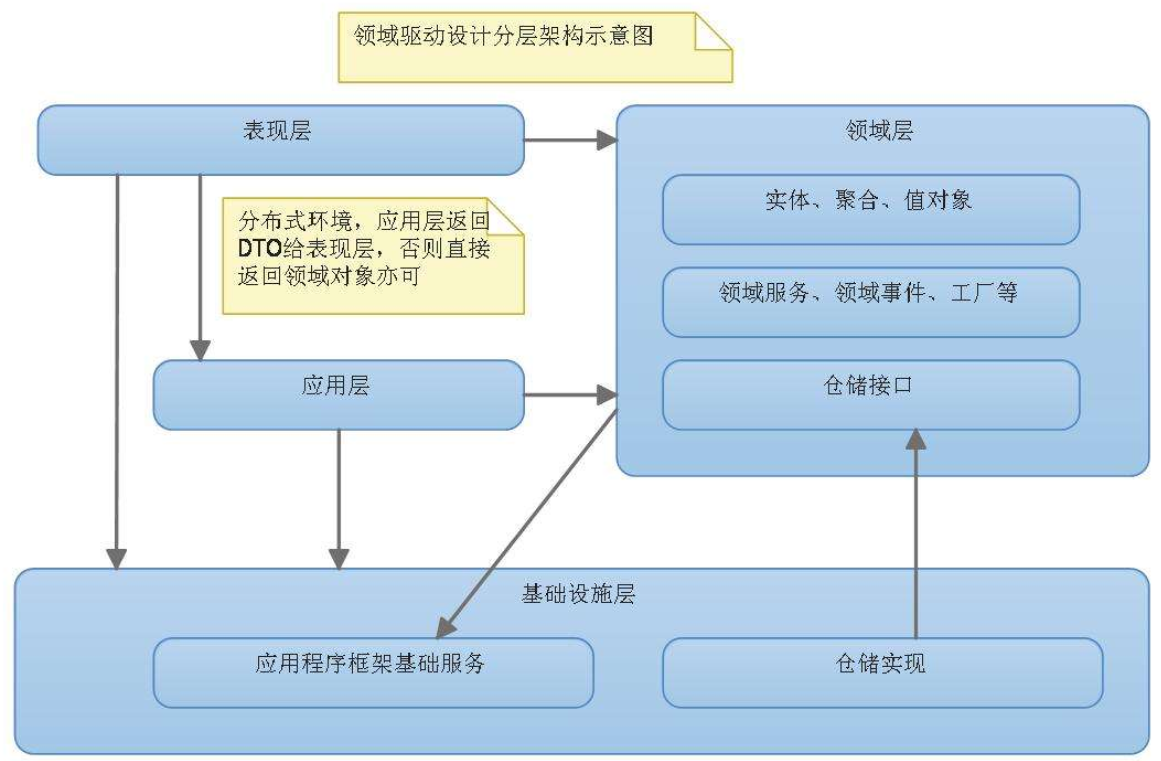 领域驱动设计分层架构示意图
表现层
领域层
实体、聚合、值对象
分布式环境，应用层返回
DTO给表现层，否则直接
返回领域对象亦可
领域服务、领域事件、工厂等
应用层
仓储接口
基础设施层
应用程序框架基础服务
仓储实现